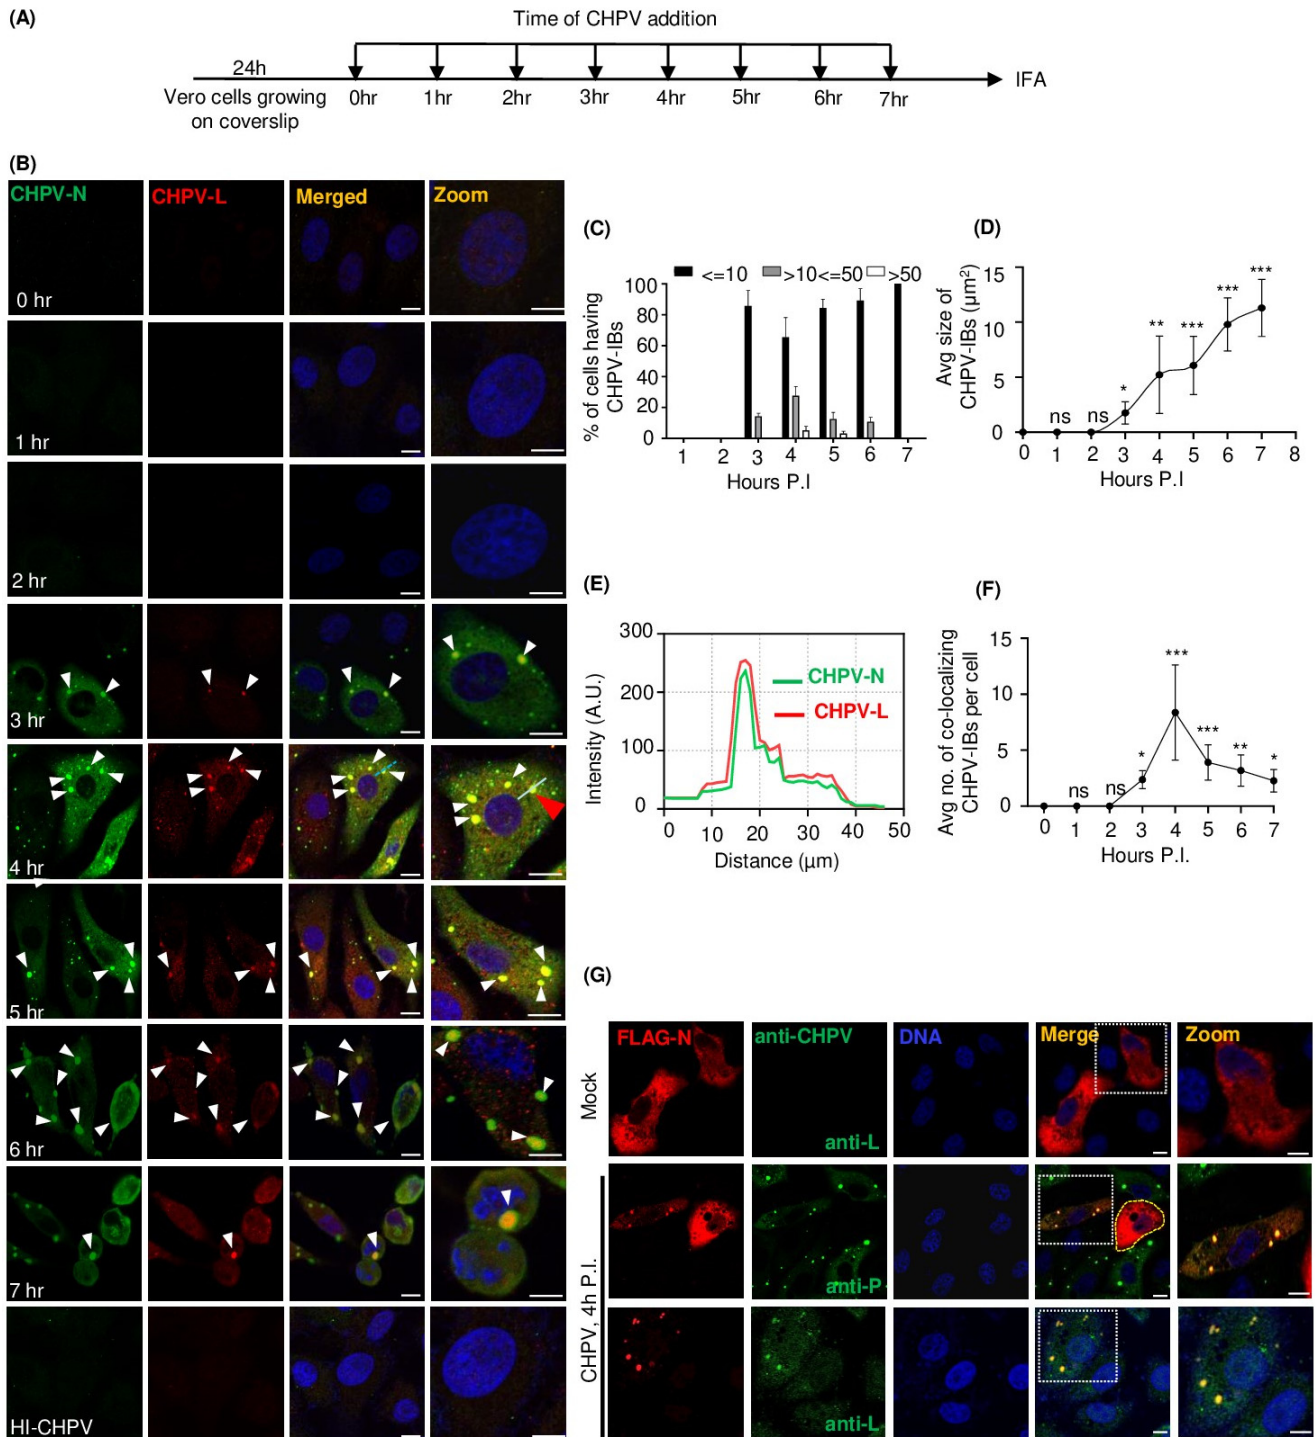 (A)
Time of CHPV addition
24h
Vero cells growing
on coverslip
0hr 1hr 2hr 3hr 4hr 5hr 6hr 7hr
IFA
(B)
CHPV-N CHPV-L Merged Zoom
0 hr
1 hr
2 hr
3 hr
4 hr
5 hr
6 hr
7 hr
HI-CHPV
(C)
<=10 >10<=50 >50
% of cells having
CHPV-IBs
100
80
60
40
20
0
1 2 3 4 5 6 7
Hours P.I
(D)
Avg size of
CHPV-IBs (µm²)
15
10
5
0
ns ns * ** *** *** ***
0 1 2 3 4 5 6 7 8
Hours P.I
(E)
Intensity (A.U.)
300
200
100
0
CHPV-N
CHPV-L
0 10 20 30 40 50
Distance (µm)
(F)
Avg no. of co-localizing
CHPV-IBs per cell
15
10
5
0
ns ns * *** *** ** *
0 1 2 3 4 5 6 7
Hours P.I.
(G)
FLAG-N anti-CHPV DNA Merge Zoom
Mock
anti-L
CHPV, 4h P.I.
anti-P
anti-L